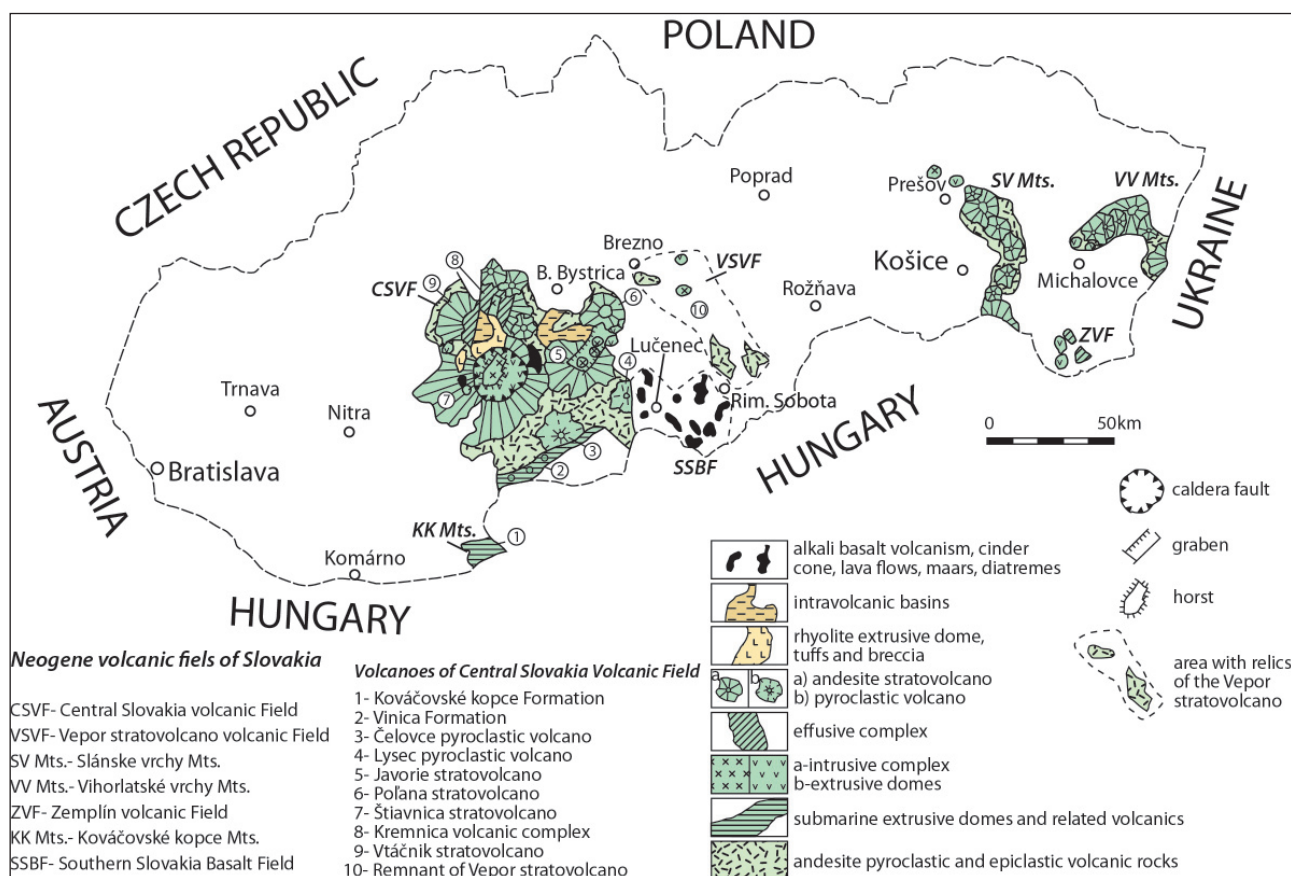 POLAND
CZECH REPUBLIC
UKRAINE
AUSTRIA
HUNGARY
HUNGARY
Poprad
Prešov
SV Mts.
VV Mts.
Brezno
B. Bystrica
VSVF
Košice
Michalovce
Rožňava
CSVF
ZVF
Lučenec
Rim. Sobota
SSBF
Trnava
Nitra
Bratislava
KK Mts.
Komárno
8
9
6
10
5
4
7
3
2
1
0 50km
caldera fault
graben
horst
area with relics
of the Vepor
stratovolcano
alkali basalt volcanism, cinder
cone, lava flows, maars, diatremes
intravolcanic basins
rhyolite extrusive dome,
tuffs and breccia
a b
a) andesite stratovolcano
b) pyroclastic volcano
effusive complex
a-intrusive complex
b-extrusive domes
submarine extrusive domes and related volcanics
andesite pyroclastic and epiclastic volcanic rocks
Neogene volcanic fiels of Slovakia
CSVF- Central Slovakia volcanic Field
VSVF- Vepor stratovolcano volcanic Field
SV Mts.- Slánske vrchy Mts.
VV Mts.- Vihorlatské vrchy Mts.
ZVF- Zemplín volcanic Field
KK Mts.- Kováčovské kopce Mts.
SSBF- Southern Slovakia Basalt Field
Volcanoes of Central Slovakia Volcanic Field
1- Kováčovské kopce Formation
2- Vinica Formation
3- Čelovce pyroclastic volcano
4- Lysec pyroclastic volcano
5- Javorie stratovolcano
6- Poľana stratovolcano
7- Štiavnica stratovolcano
8- Kremnica volcanic complex
9- Vtáčnik stratovolcano
10- Remnant of Vepor stratovolcano